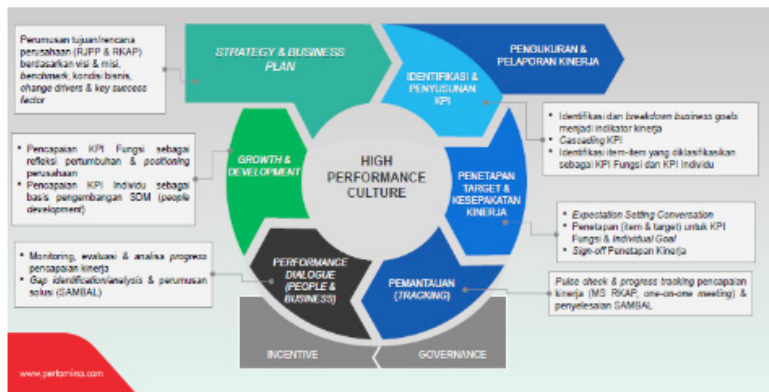 Perumusan tujuan/rencana
perusahaan (RJPP & RKAP)
berdasarkan visi & misi,
benchmark, kondisi bisnis,
change drivers & key success
factor
STRATEGY & BUSINESS
PLAN
PENGUKURAN &
PELAPORAN KINERJA
IDENTIFIKASI &
PENYUSUNAN
KPI
• Identifikasi dan breakdown business goals
menjadi indikator kinerja
• Cascading KPI
• Identifikasi item-item yang diklasifikasikan
sebagai KPI Fungsi dan KPI Individu
• Pencapaian KPI Fungsi sebagai
refleksi pertumbuhan & positioning
perusahaan
• Pencapaian KPI Individu sebagai
basis pengembangan SDM (people
development)
GROWTH &
DEVELOPMENT
HIGH
PERFORMANCE
CULTURE
PENETAPAN
TARGET &
KESEPAKATAN
KINERJA
• Expectation Setting Conversation
• Penetapan (item & target) untuk KPI
Fungsi & Individual Goal
• Sign-off Penetapan Kinerja
• Monitoring, evaluasi & analisa progress
pencapaian kinerja
• Gap identification/analysis & perumusan
solusi (SAMBAL)
PERFORMANCE
DIALOGUE
(PEOPLE &
BUSINESS)
PEMANTAUAN
(TRACKING)
Pulse check & progress tracking pencapaian
kinerja (MS RKAP, one-on-one meeting) &
penyelesaian SAMBAL
INCENTIVE
GOVERNANCE
www.pertamina.com